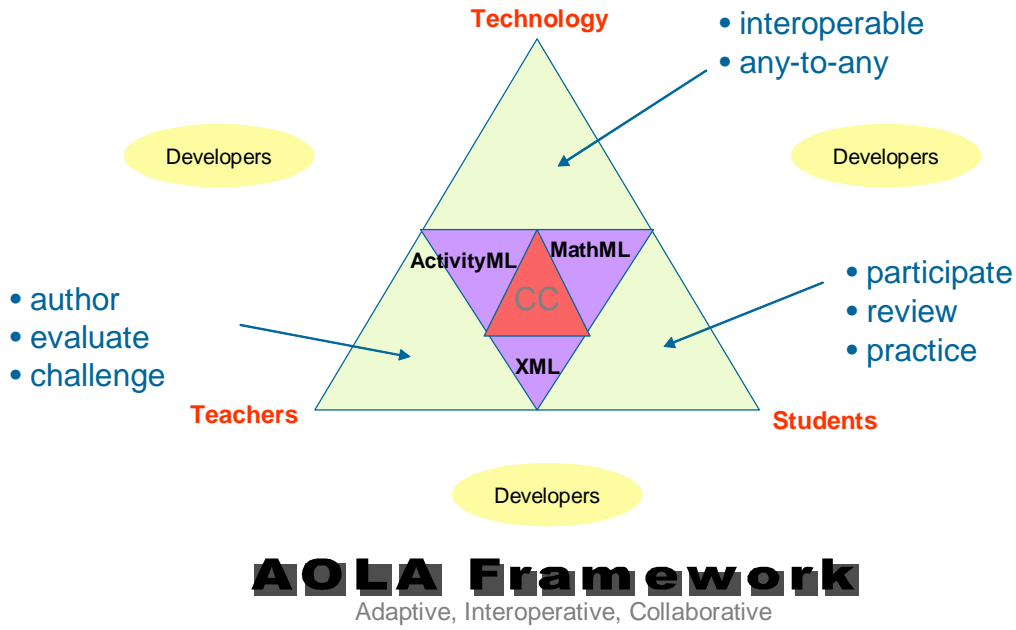 Technology
• interoperable
• any-to-any
Developers
Developers
ActivityML
MathML
CC
XML
• author
• evaluate
• challenge
• participate
• review
• practice
Teachers
Students
Developers
AOLA Framework
Adaptive, Interoperative, Collaborative